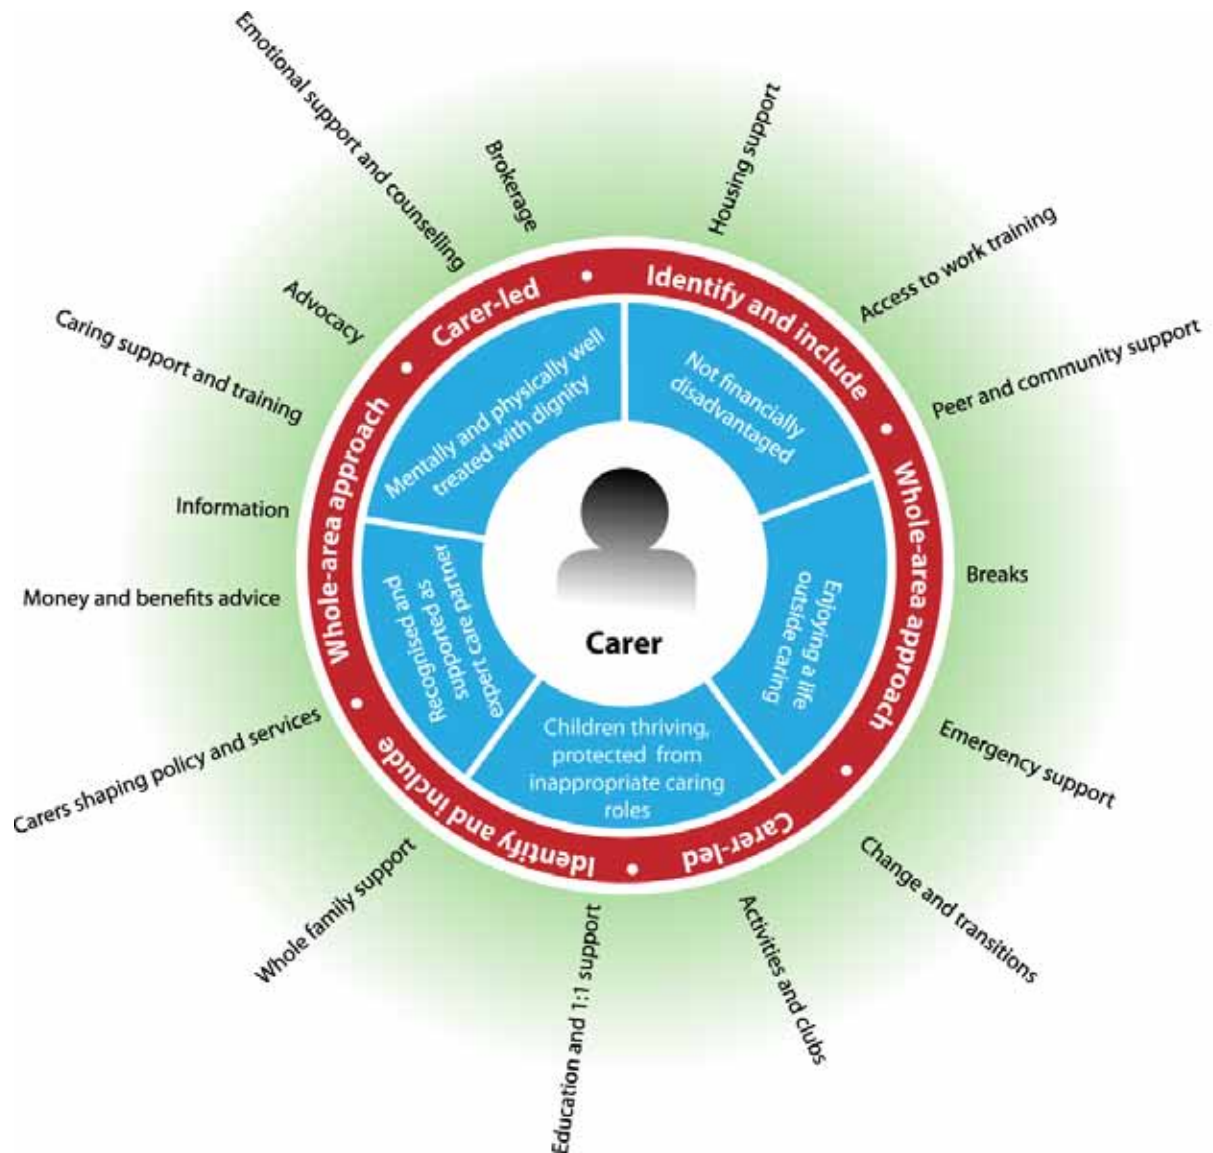 Emotional support and counselling
Brokerage
Housing support
Access to work training
Peer and community support
Breaks
Emergency support
Change and transitions
Activities and clubs
Education and 1:1 support
Whole family support
Carers shaping policy and services
Money and benefits advice
Information
Caring support and training
Advocacy
Carer-led
•
Identify and include
•
Whole-area approach
•
Carer-led
•
Identify and include
•
Whole-area approach
•
Mentally and physically well
treated with dignity
Not financially
disadvantaged
Enjoying a life
outside caring
Children thriving,
protected from
inappropriate caring
roles
Recognised and
supported as
expert care partner
Carer